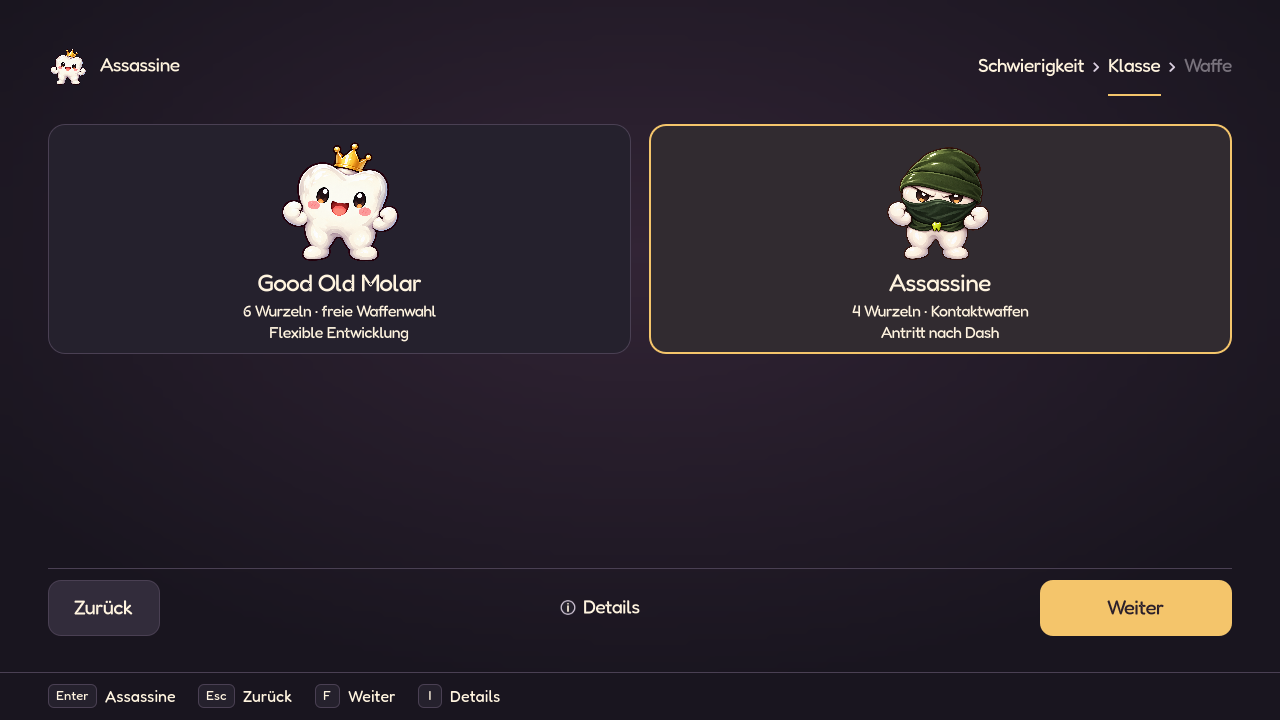 Assassine
Schwierigkeit › Klasse › Waffe
Good Old Molar
6 Wurzeln · freie Waffenwahl
Flexible Entwicklung
Assassine
4 Wurzeln · Kontaktwaffen
Antritt nach Dash
Zurück
Details
Weiter
Enter Assassine Esc Zurück F Weiter I Details